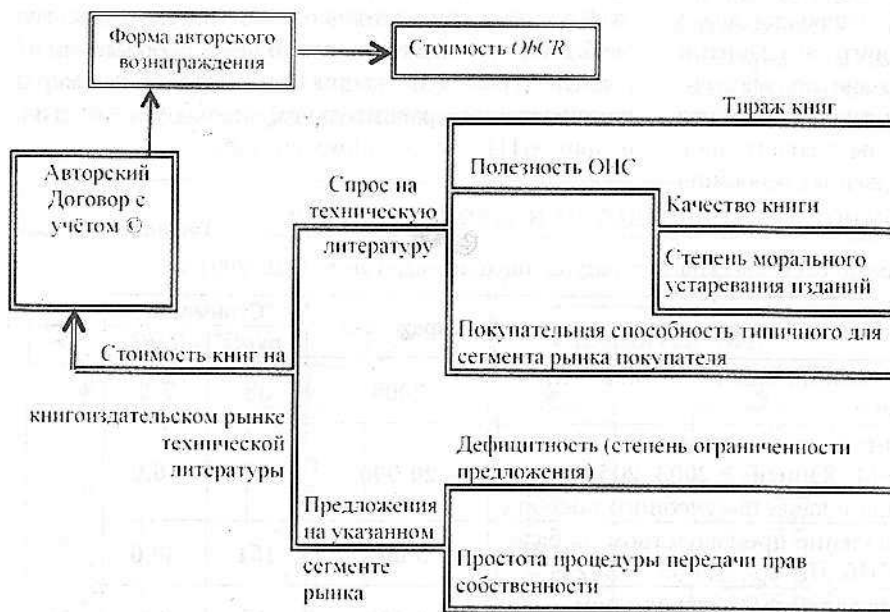 Форма авторского
вознаграждения
Стоимость ObCR
Тираж книг
Авторский
Договор с
учётом ©
Спрос на
техническую
литературу
Полезность ОИС
Качество книги
Степень морального
устаревания изданий
Покупательная способность типичного для
сегмента рынка покупателя
Стоимость книг на
книгоиздательском рынке
технической
литературы
Дефицитность (степень ограниченности
предложения)
Предложения
на указанном
сегменте
рынка
Простота процедуры передачи прав
собственности